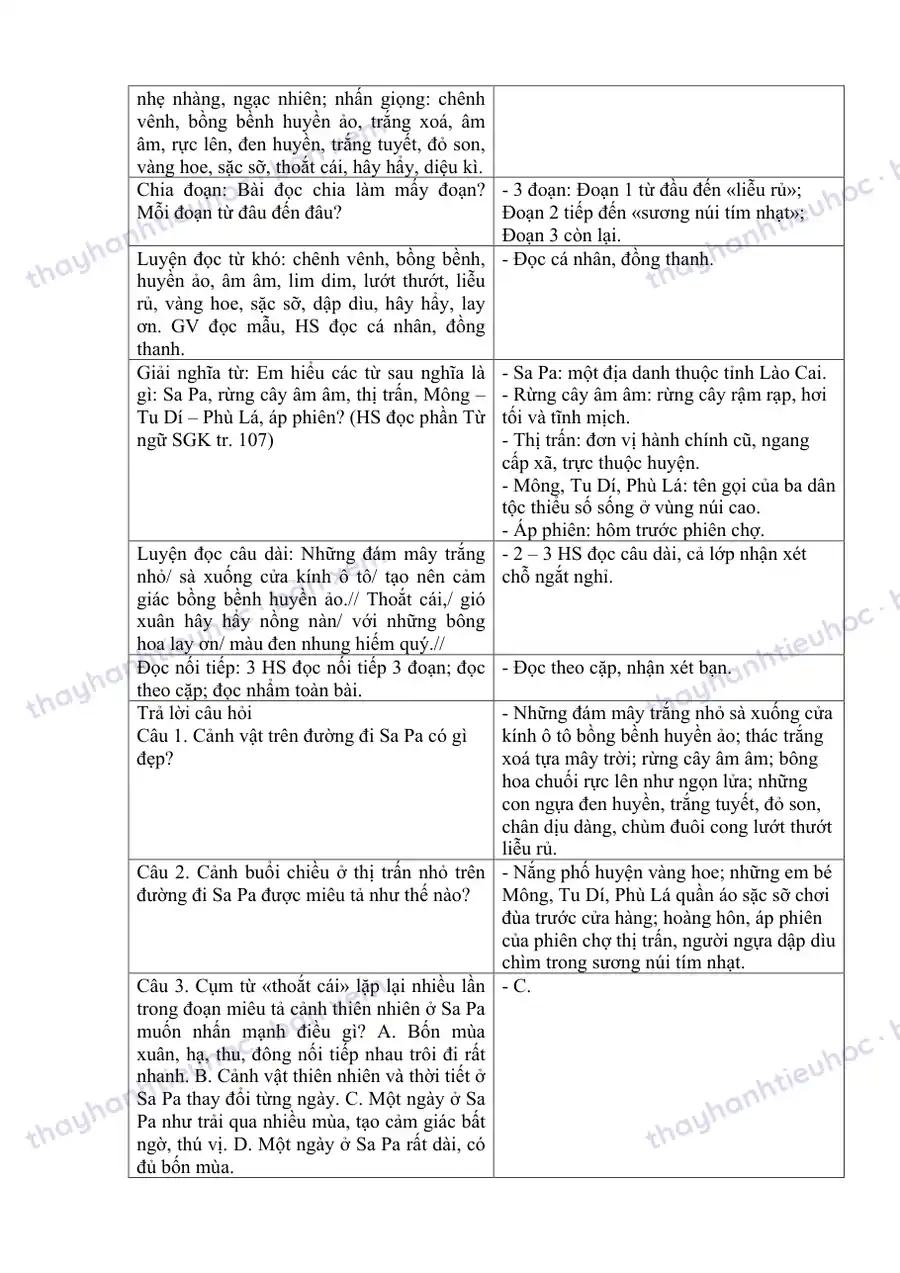 nhẹ nhàng, ngạc nhiên; nhấn giọng: chênh
vênh, bồng bềnh huyền ảo, trắng xoá, âm
âm, rực lên, đen huyền, trắng tuyết, đỏ son,
vàng hoe, sặc sỡ, thoắt cái, hây hẩy, diệu kì.
Chia đoạn: Bài đọc chia làm mấy đoạn?
Mỗi đoạn từ đâu đến đâu?
- 3 đoạn: Đoạn 1 từ đầu đến «liễu rủ»;
Đoạn 2 tiếp đến «sương núi tím nhạt»;
Đoạn 3 còn lại.
Luyện đọc từ khó: chênh vênh, bồng bềnh,
huyền ảo, âm âm, lim dim, lướt thướt, liễu
rủ, vàng hoe, sặc sỡ, dập dìu, hây hẩy, lay
ơn. GV đọc mẫu, HS đọc cá nhân, đồng
thanh.
- Đọc cá nhân, đồng thanh.
Giải nghĩa từ: Em hiểu các từ sau nghĩa là
gì: Sa Pa, rừng cây âm âm, thị trấn, Mông –
Tu Dí – Phù Lá, áp phiên? (HS đọc phần Từ
ngữ SGK tr. 107)
- Sa Pa: một địa danh thuộc tỉnh Lào Cai.
- Rừng cây âm âm: rừng cây rậm rạp, hơi
tối và tĩnh mịch.
- Thị trấn: đơn vị hành chính cũ, ngang
cấp xã, trực thuộc huyện.
- Mông, Tu Dí, Phù Lá: tên gọi của ba dân
tộc thiểu số sống ở vùng núi cao.
- Áp phiên: hôm trước phiên chợ.
Luyện đọc câu dài: Những đám mây trắng
nhỏ/ sà xuống cửa kính ô tô/ tạo nên cảm
giác bồng bềnh huyền ảo.// Thoắt cái,/ gió
xuân hây hẩy nồng nàn/ với những bông
hoa lay ơn/ màu đen nhung hiếm quý.//
- 2 – 3 HS đọc câu dài, cả lớp nhận xét
chỗ ngắt nghỉ.
Đọc nối tiếp: 3 HS đọc nối tiếp 3 đoạn; đọc
theo cặp; đọc nhẩm toàn bài.
- Đọc theo cặp, nhận xét bạn.
Trả lời câu hỏi
Câu 1. Cảnh vật trên đường đi Sa Pa có gì
đẹp?
- Những đám mây trắng nhỏ sà xuống cửa
kính ô tô bồng bềnh huyền ảo; thác trắng
xoá tựa mây trời; rừng cây âm âm; bông
hoa chuối rực lên như ngọn lửa; những
con ngựa đen huyền, trắng tuyết, đỏ son,
chân dịu dàng, chùm đuôi cong lướt thướt
liễu rủ.
Câu 2. Cảnh buổi chiều ở thị trấn nhỏ trên
đường đi Sa Pa được miêu tả như thế nào?
- Nắng phố huyện vàng hoe; những em bé
Mông, Tu Dí, Phù Lá quần áo sặc sỡ chơi
đùa trước cửa hàng; hoàng hôn, áp phiên
của phiên chợ thị trấn, người ngựa dập dìu
chìm trong sương núi tím nhạt.
Câu 3. Cụm từ «thoắt cái» lặp lại nhiều lần
trong đoạn miêu tả cảnh thiên nhiên ở Sa Pa
muốn nhấn mạnh điều gì? A. Bốn mùa
xuân, hạ, thu, đông nối tiếp nhau trôi đi rất
nhanh. B. Cảnh vật thiên nhiên và thời tiết ở
Sa Pa thay đổi từng ngày. C. Một ngày ở Sa
Pa như trải qua nhiều mùa, tạo cảm giác bất
ngờ, thú vị. D. Một ngày ở Sa Pa rất dài, có
đủ bốn mùa.
- C.
thayhanhtieuhoc · bản xem
thayhanhtieuhoc · b
thayhanhtieuhoc · bản xem
thayhanhtieuhoc · b
thayhanhtieuhoc · bản xem
thayhanhtieuhoc · b